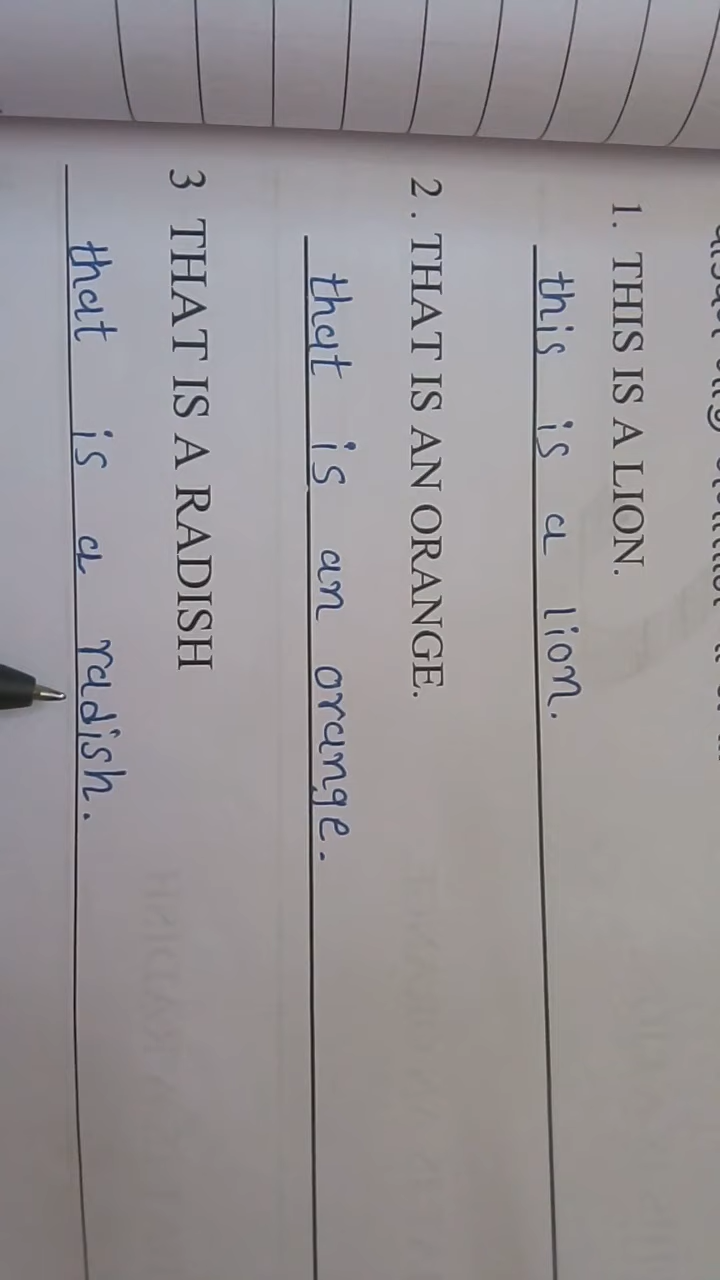 1. THIS IS A LION.
this is a lion.
2. THAT IS AN ORANGE.
that is an orange.
3 THAT IS A RADISH
that is a radish.